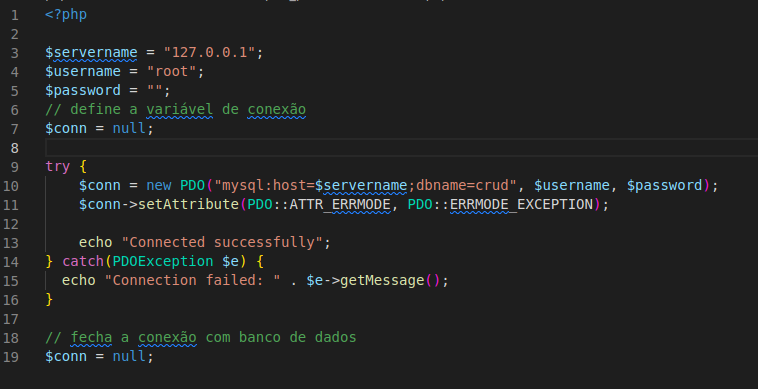 1 <?php
2
3 $servername = "127.0.0.1";
4 $username = "root";
5 $password = "";
6 // define a variável de conexão
7 $conn = null;
8
9 try {
10 $conn = new PDO("mysql:host=$servername;dbname=crud", $username, $password);
11 $conn->setAttribute(PDO::ATTR_ERRMODE, PDO::ERRMODE_EXCEPTION);
12
13 echo "Connected successfully";
14 } catch(PDOException $e) {
15 echo "Connection failed: " . $e->getMessage();
16 }
17
18 // fecha a conexão com banco de dados
19 $conn = null;